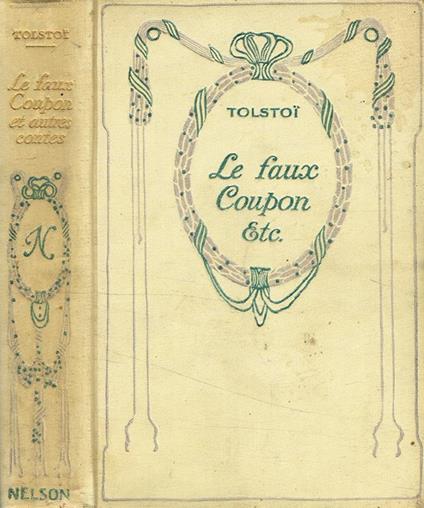 TOLSTOÏ
Le faux
Coupon
et autres
contes
N
NELSON
TOLSTOÏ
Le faux
Coupon
Etc.